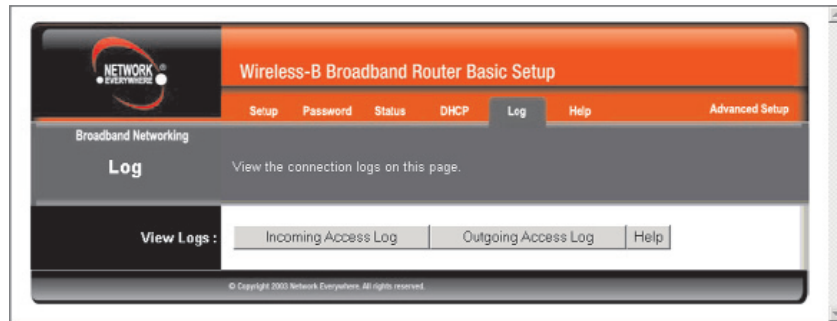 NETWORK
EVERYWHERE
Wireless-B Broadband Router Basic Setup
Setup Password Status DHCP Log Help Advanced Setup
Broadband Networking
Log
View the connection logs on this page.
View Logs :
Incoming Access Log Outgoing Access Log Help
© Copyright 2003 Network Everywhere. All rights reserved.